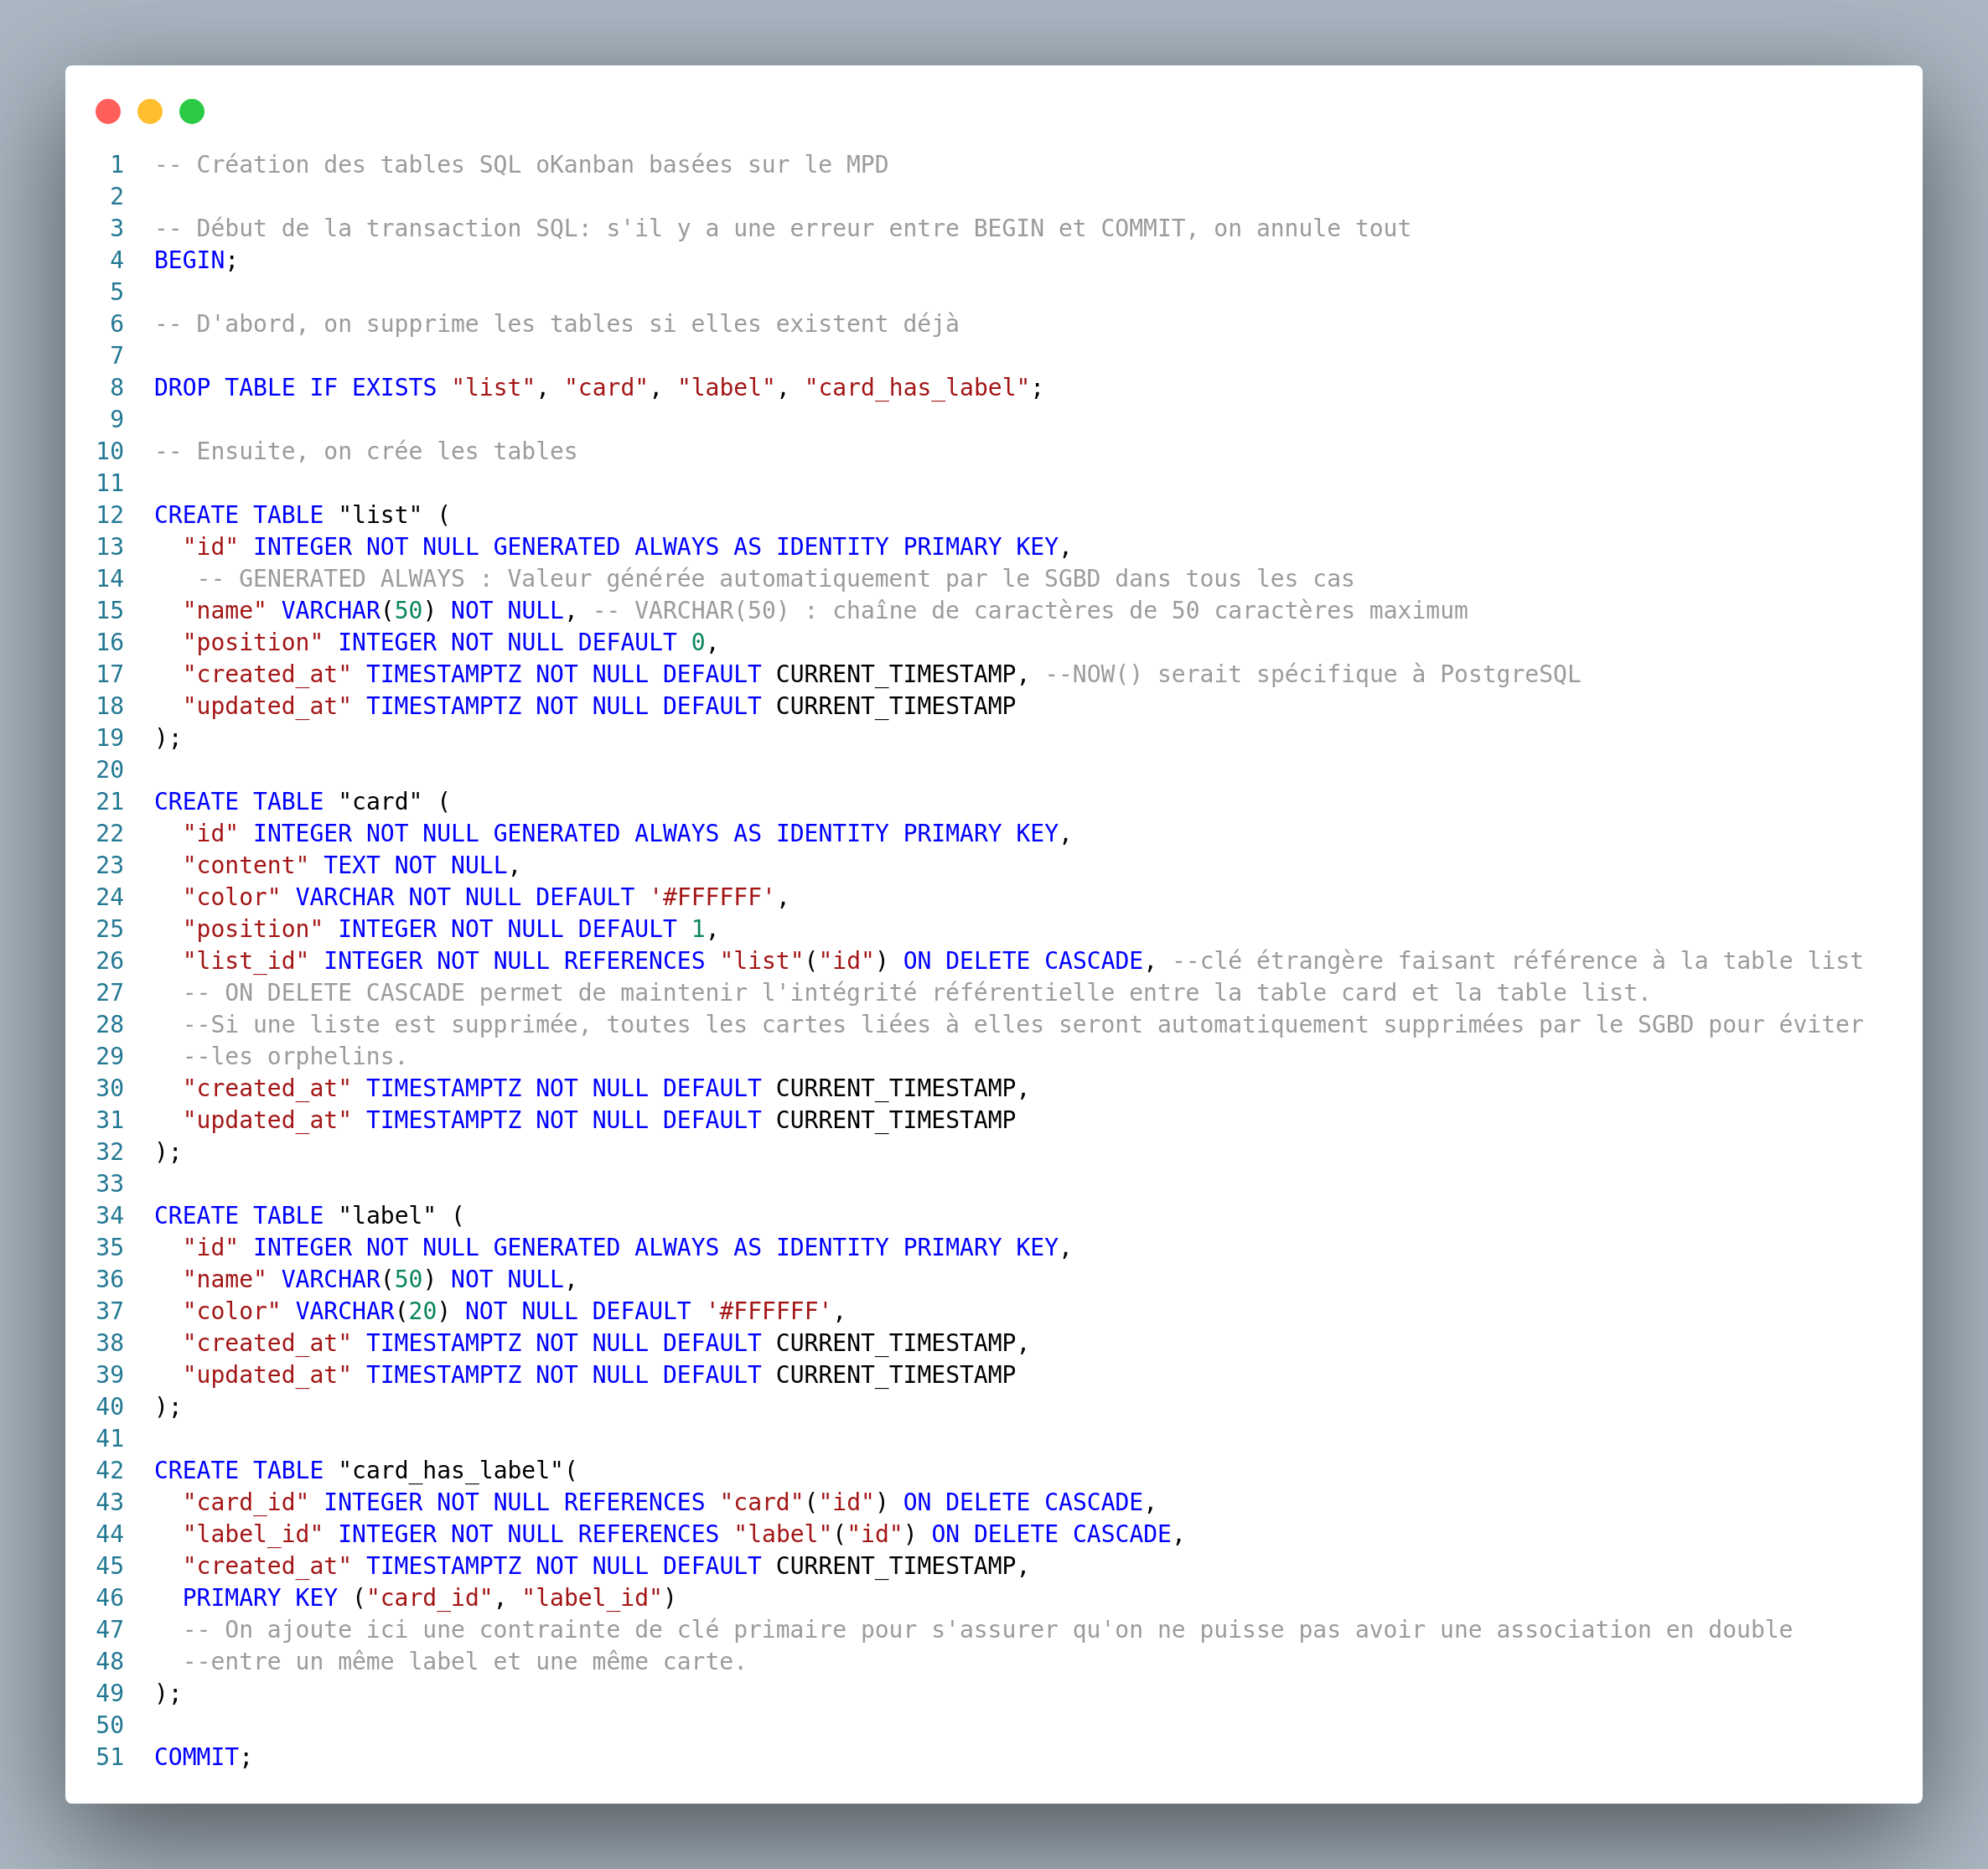 1 -- Création des tables SQL oKanban basées sur le MPD
2
3 -- Début de la transaction SQL: s'il y a une erreur entre BEGIN et COMMIT, on annule tout
4 BEGIN;
5
6 -- D'abord, on supprime les tables si elles existent déjà
7
8 DROP TABLE IF EXISTS "list", "card", "label", "card_has_label";
9
10 -- Ensuite, on crée les tables
11
12 CREATE TABLE "list" (
13   "id" INTEGER NOT NULL GENERATED ALWAYS AS IDENTITY PRIMARY KEY,
14    -- GENERATED ALWAYS : Valeur générée automatiquement par le SGBD dans tous les cas
15   "name" VARCHAR(50) NOT NULL, -- VARCHAR(50) : chaîne de caractères de 50 caractères maximum
16   "position" INTEGER NOT NULL DEFAULT 0,
17   "created_at" TIMESTAMPTZ NOT NULL DEFAULT CURRENT_TIMESTAMP, --NOW() serait spécifique à PostgreSQL
18   "updated_at" TIMESTAMPTZ NOT NULL DEFAULT CURRENT_TIMESTAMP
19 );
20
21 CREATE TABLE "card" (
22   "id" INTEGER NOT NULL GENERATED ALWAYS AS IDENTITY PRIMARY KEY,
23   "content" TEXT NOT NULL,
24   "color" VARCHAR NOT NULL DEFAULT '#FFFFFF',
25   "position" INTEGER NOT NULL DEFAULT 1,
26   "list_id" INTEGER NOT NULL REFERENCES "list"("id") ON DELETE CASCADE, --clé étrangère faisant référence à la table list
27   -- ON DELETE CASCADE permet de maintenir l'intégrité référentielle entre la table card et la table list.
28   --Si une liste est supprimée, toutes les cartes liées à elles seront automatiquement supprimées par le SGBD pour éviter
29   --les orphelins.
30   "created_at" TIMESTAMPTZ NOT NULL DEFAULT CURRENT_TIMESTAMP,
31   "updated_at" TIMESTAMPTZ NOT NULL DEFAULT CURRENT_TIMESTAMP
32 );
33
34 CREATE TABLE "label" (
35   "id" INTEGER NOT NULL GENERATED ALWAYS AS IDENTITY PRIMARY KEY,
36   "name" VARCHAR(50) NOT NULL,
37   "color" VARCHAR(20) NOT NULL DEFAULT '#FFFFFF',
38   "created_at" TIMESTAMPTZ NOT NULL DEFAULT CURRENT_TIMESTAMP,
39   "updated_at" TIMESTAMPTZ NOT NULL DEFAULT CURRENT_TIMESTAMP
40 );
41
42 CREATE TABLE "card_has_label"(
43   "card_id" INTEGER NOT NULL REFERENCES "card"("id") ON DELETE CASCADE,
44   "label_id" INTEGER NOT NULL REFERENCES "label"("id") ON DELETE CASCADE,
45   "created_at" TIMESTAMPTZ NOT NULL DEFAULT CURRENT_TIMESTAMP,
46   PRIMARY KEY ("card_id", "label_id")
47   -- On ajoute ici une contrainte de clé primaire pour s'assurer qu'on ne puisse pas avoir une association en double
48   --entre un même label et une même carte.
49 );
50
51 COMMIT;